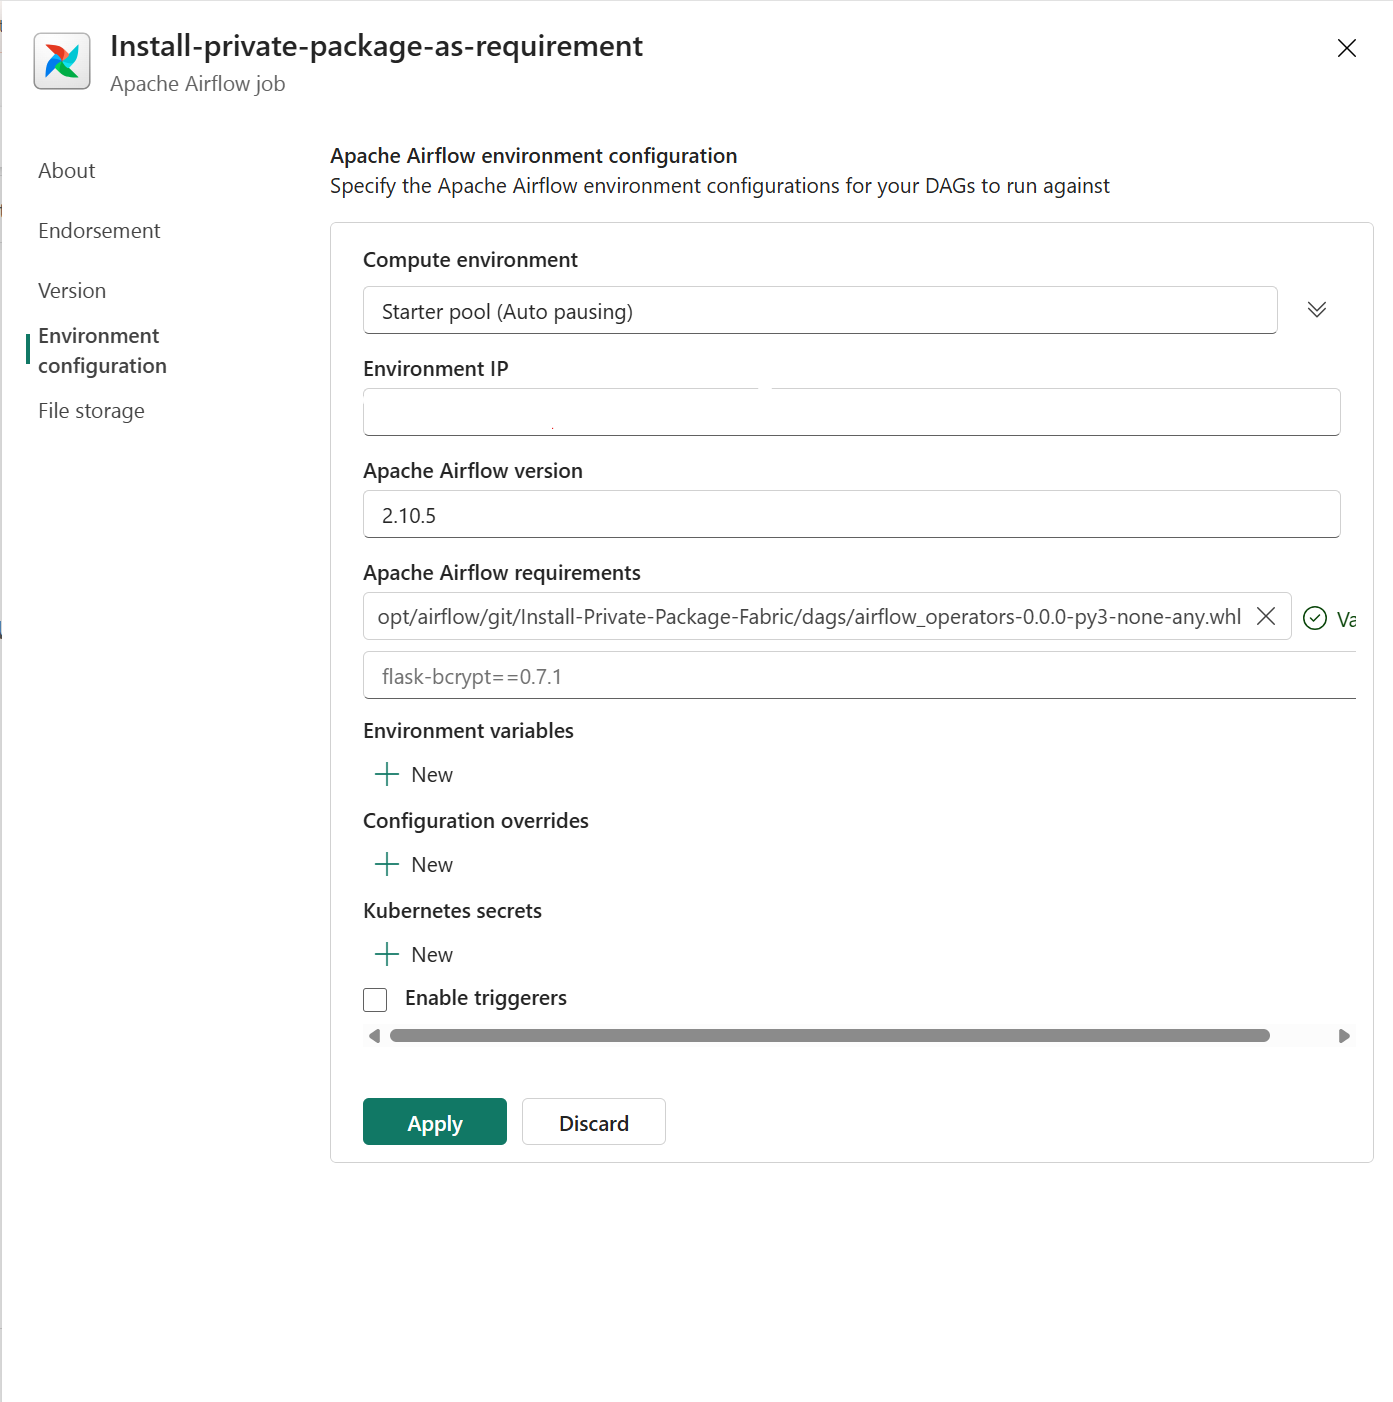 Install-private-package-as-requirement
Apache Airflow job
About
Endorsement
Version
Environment
configuration
File storage
Apache Airflow environment configuration
Specify the Apache Airflow environment configurations for your DAGs to run against
Compute environment
Starter pool (Auto pausing)
Environment IP
Apache Airflow version
2.10.5
Apache Airflow requirements
opt/airflow/git/Install-Private-Package-Fabric/dags/airflow_operators-0.0.0-py3-none-any.whl
Va
flask-bcrypt==0.7.1
Environment variables
New
Configuration overrides
New
Kubernetes secrets
New
Enable triggerers
Apply
Discard